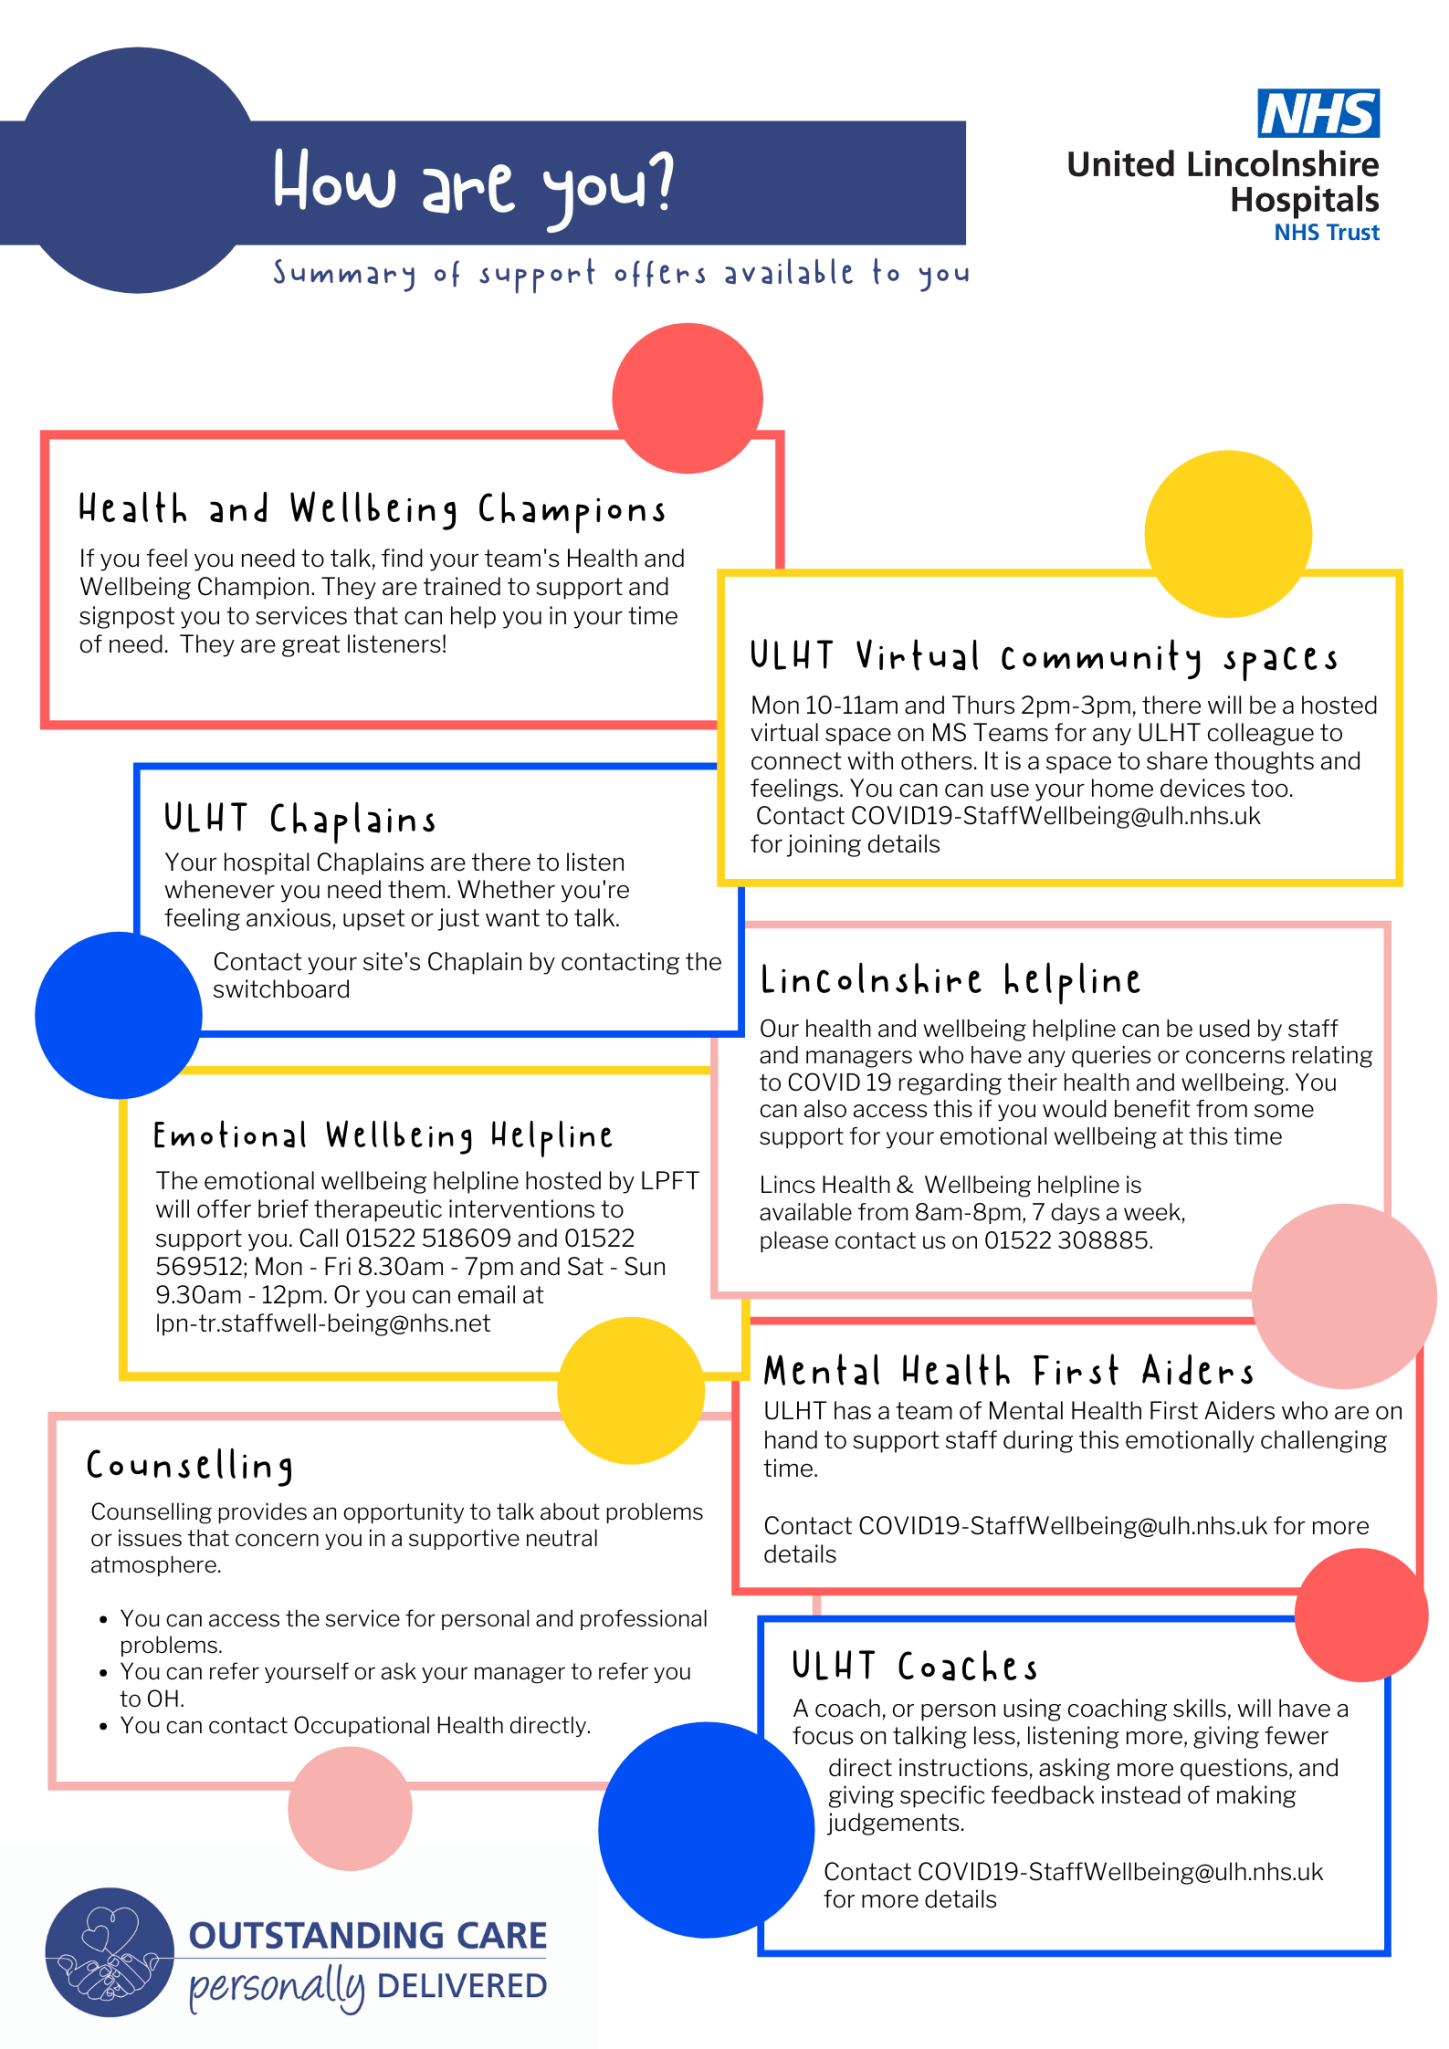 How are you?
Summary of support offers available to you
NHS
United Lincolnshire
Hospitals
NHS Trust
Health and Wellbeing Champions
If you feel you need to talk, find your team's Health and
Wellbeing Champion. They are trained to support and
signpost you to services that can help you in your time
of need.  They are great listeners!
ULHT Virtual community spaces
Mon 10-11am and Thurs 2pm-3pm, there will be a hosted
virtual space on MS Teams for any ULHT colleague to
connect with others. It is a space to share thoughts and
feelings. You can can use your home devices too.
Contact COVID19-StaffWellbeing@ulh.nhs.uk
for joining details
ULHT Chaplains
Your hospital Chaplains are there to listen
whenever you need them. Whether you're
feeling anxious, upset or just want to talk.
Contact your site's Chaplain by contacting the
switchboard
Lincolnshire helpline
Our health and wellbeing helpline can be used by staff
and managers who have any queries or concerns relating
to COVID 19 regarding their health and wellbeing. You
can also access this if you would benefit from some
support for your emotional wellbeing at this time
Lincs Health &  Wellbeing helpline is
available from 8am-8pm, 7 days a week,
please contact us on 01522 308885.
Emotional Wellbeing Helpline
The emotional wellbeing helpline hosted by LPFT
will offer brief therapeutic interventions to
support you. Call 01522 518609 and 01522
569512; Mon - Fri 8.30am - 7pm and Sat - Sun
9.30am - 12pm. Or you can email at
lpn-tr.staffwell-being@nhs.net
Mental Health First Aiders
ULHT has a team of Mental Health First Aiders who are on
hand to support staff during this emotionally challenging
time.
Contact COVID19-StaffWellbeing@ulh.nhs.uk for more
details
Counselling
Counselling provides an opportunity to talk about problems
or issues that concern you in a supportive neutral
atmosphere.
• You can access the service for personal and professional
problems.
• You can refer yourself or ask your manager to refer you
to OH.
• You can contact Occupational Health directly.
ULHT Coaches
A coach, or person using coaching skills, will have a
focus on talking less, listening more, giving fewer
direct instructions, asking more questions, and
giving specific feedback instead of making
judgements.
Contact COVID19-StaffWellbeing@ulh.nhs.uk
for more details
OUTSTANDING CARE
personally DELIVERED